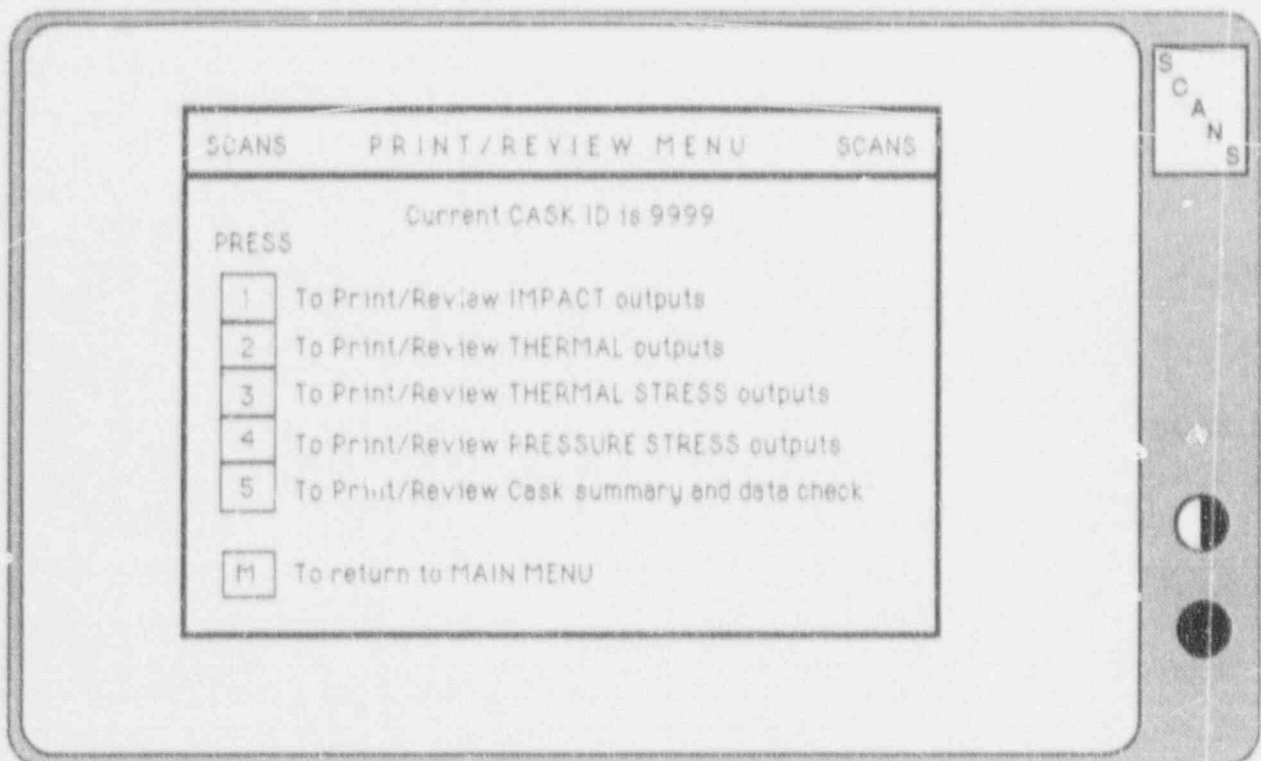 SCANS PRINT/REVIEW MENU SCANS
Current CASK ID is 9999
PRESS
1 To Print/Review IMPACT outputs
2 To Print/Review THERMAL outputs
3 To Print/Review THERMAL STRESS outputs
4 To Print/Review PRESSURE STRESS outputs
5 To Print/Review Cask summary and data check
M To return to MAIN MENU
SCANS